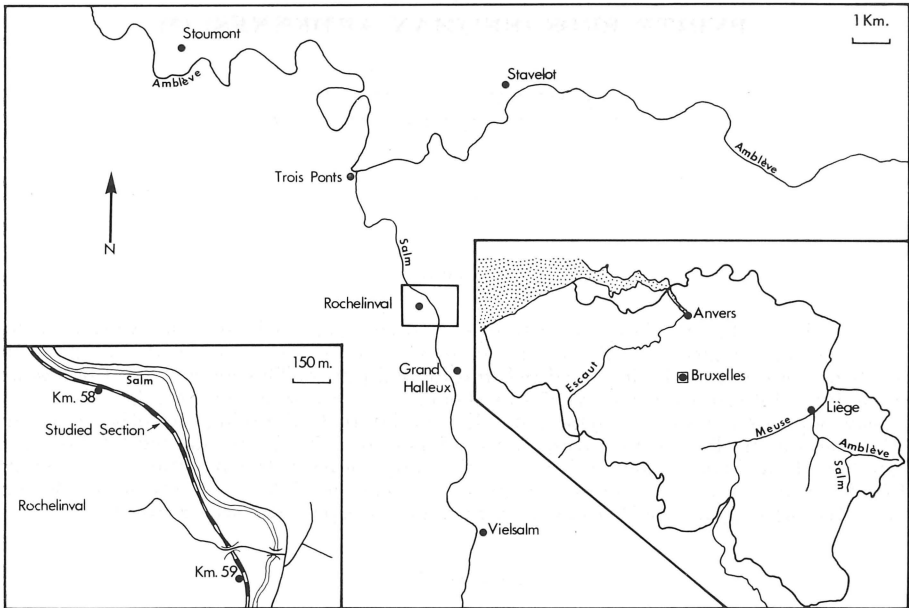 1 Km.
Stoumont
Amblève
Stavelot
Amblève
Trois Ponts
N
Salm
Rochelinval
Grand
Halleux
Vielsalm
150 m.
Salm
Km. 58
Studied Section
Rochelinval
Km. 59
Anvers
Escaut
Bruxelles
Liège
Meuse
Amblève
Salm